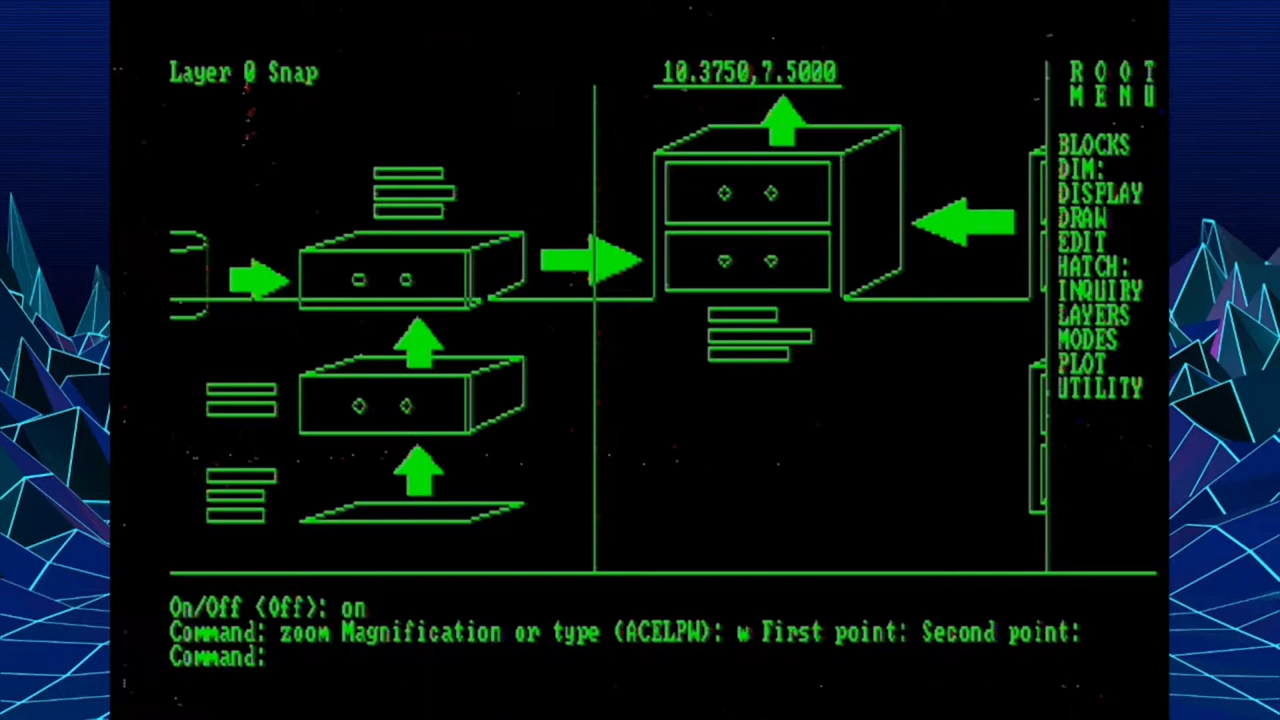 Layer 0 Snap
10.3750,7.5000
R O O T
M E N U
BLOCKS
DIM:
DISPLAY
DRAW
EDIT
HATCH:
INQUIRY
LAYERS
MODES
PLOT
UTILITY
On/Off <Off>: on
Command: zoom Magnification or type (ACELPW): w First point: Second point:
Command: